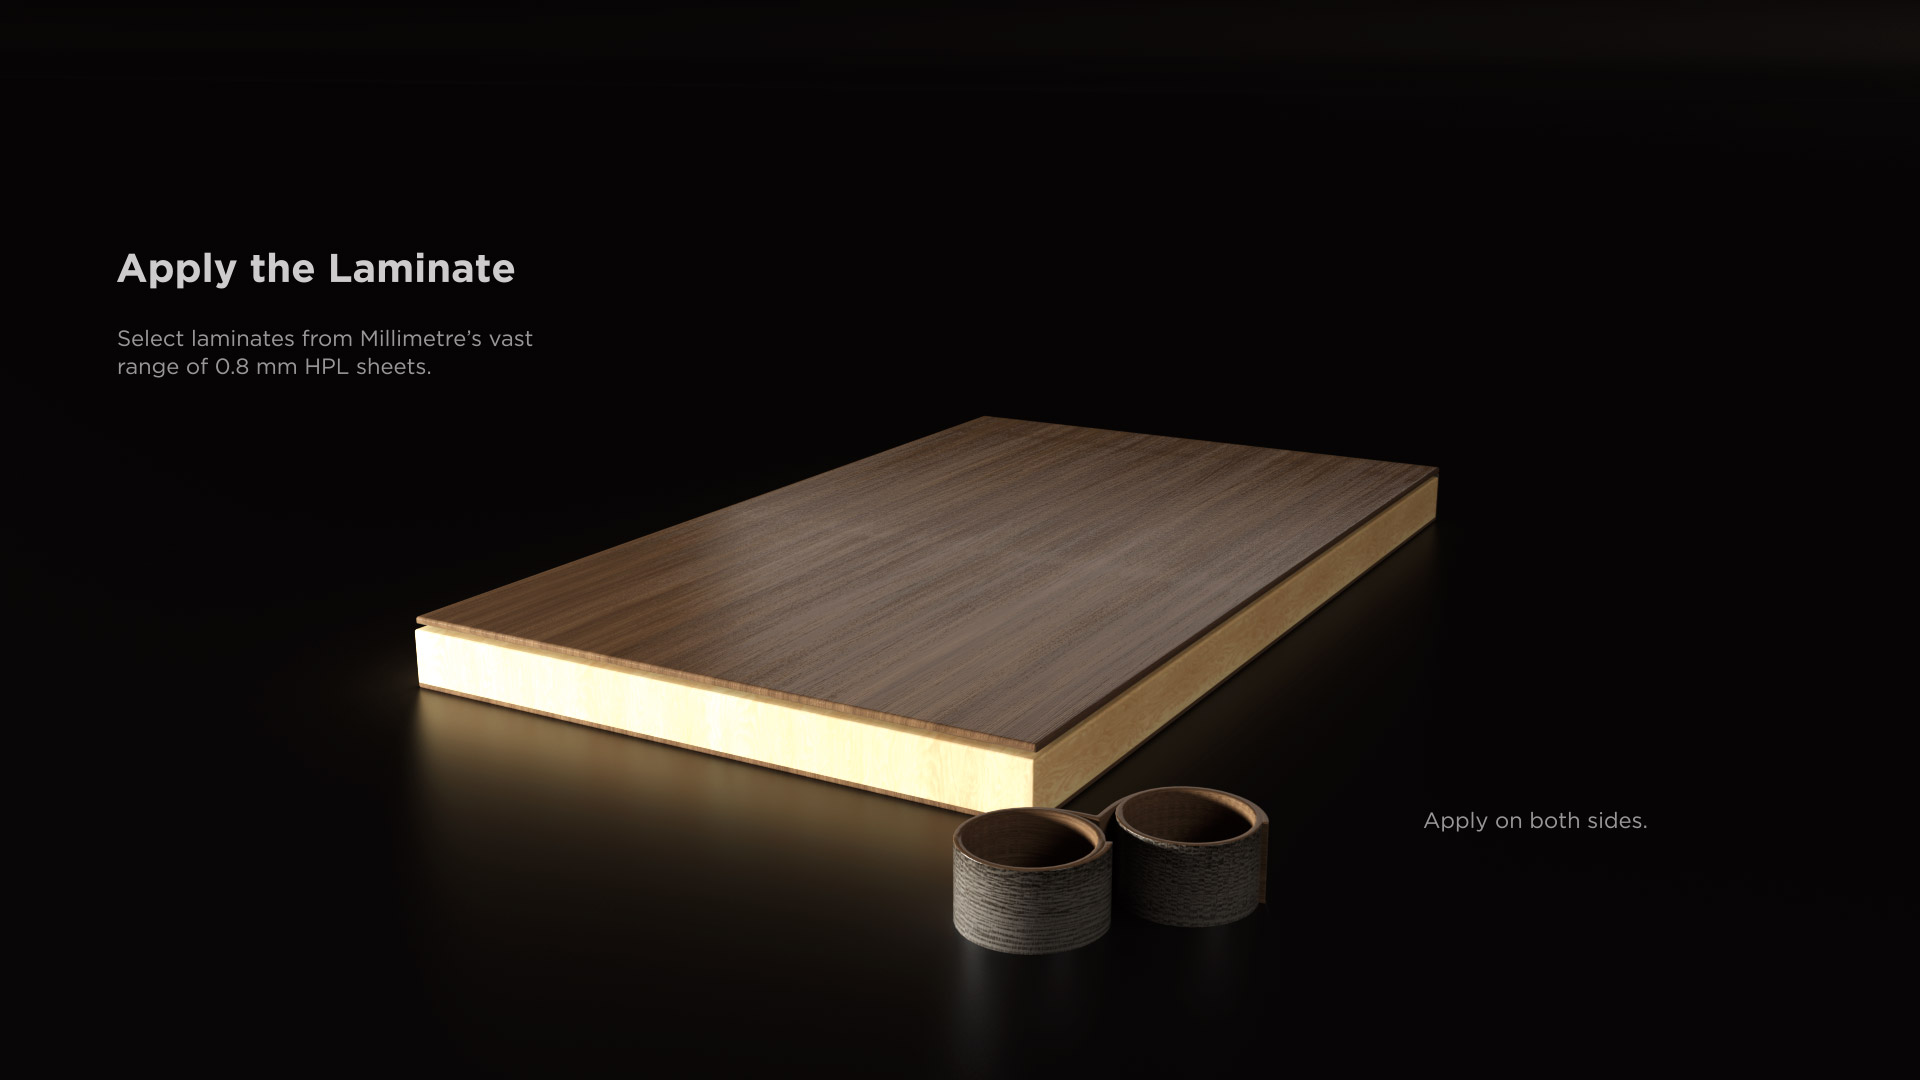 Apply the Laminate
Select laminates from Millimetre’s vast
range of 0.8 mm HPL sheets.
Apply on both sides.